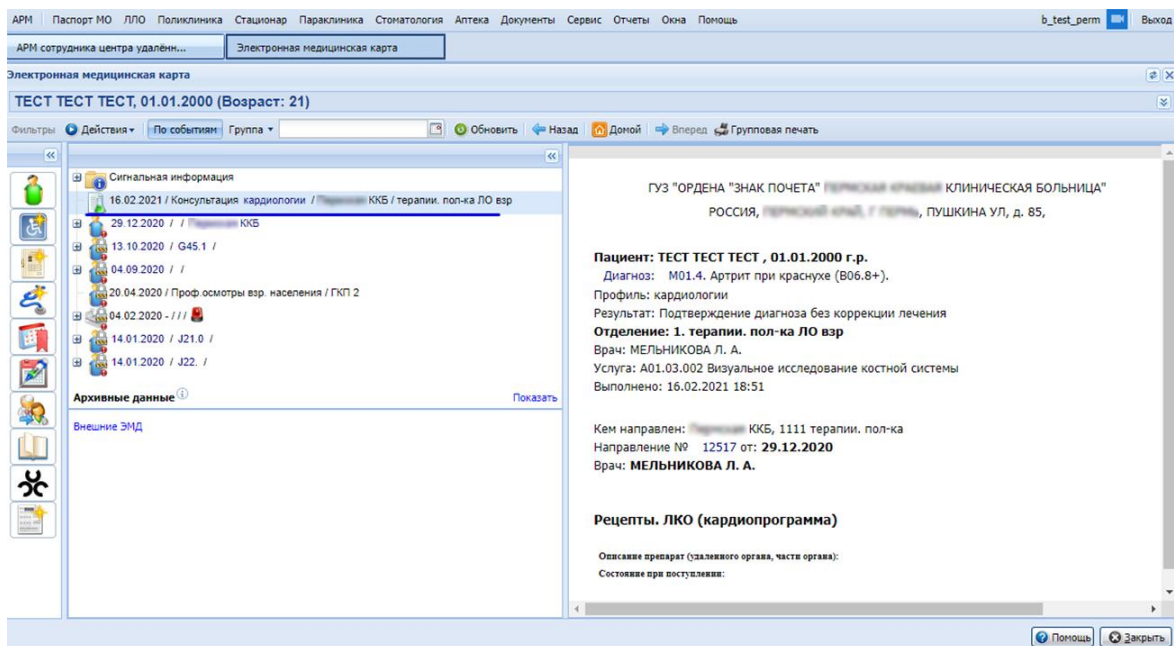 АРМ Паспорт МО ЛЛО Поликлиника Стационар Параклиника Стоматология Аптека Документы Сервис Отчеты Окна Помощь b_test_perm Выход
АРМ сотрудника центра удалённ... Электронная медицинская карта
Электронная медицинская карта
ТЕСТ ТЕСТ ТЕСТ, 01.01.2000 (Возраст: 21)
Фильтры Действия По событиям Группа Обновить Назад Домой Вперед Групповая печать
Сигнальная информация
16.02.2021 / Консультация кардиологии / ККБ / терапии. пол-ка ЛО взр
29.12.2020 / / ККБ
13.10.2020 / G45.1 /
04.09.2020 / /
20.04.2020 / Проф.осмотры взр. населения / ГКП 2
04.02.2020 - / / /
14.01.2020 / J21.0 /
14.01.2020 / J22. /
Архивные данные Показать
Внешние ЭМД
ГУЗ "ОРДЕНА "ЗНАК ПОЧЕТА" КЛИНИЧЕСКАЯ БОЛЬНИЦА"
РОССИЯ, , ПУШКИНА УЛ, д. 85,
Пациент: ТЕСТ ТЕСТ ТЕСТ , 01.01.2000 г.р.
Диагноз: M01.4. Артрит при краснухе (B06.8+).
Профиль: кардиологии
Результат: Подтверждение диагноза без коррекции лечения
Отделение: 1. терапии. пол-ка ЛО взр
Врач: МЕЛЬНИКОВА Л. А.
Услуга: A01.03.002 Визуальное исследование костной системы
Выполнено: 16.02.2021 18:51
Кем направлен: ККБ, 1111 терапии. пол-ка
Направление № 12517 от: 29.12.2020
Врач: МЕЛЬНИКОВА Л. А.
Рецепты. ЛКО (кардиопрограмма)
Описание препарат (удаленного органа, части органа):
Состояние при поступлении:
Помощь Закрыть